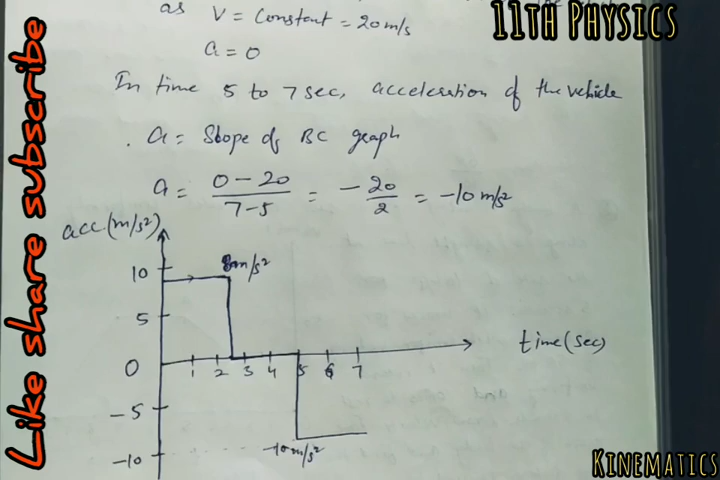 11TH PHYSICS
Like share subscribe
as V = Constant = 20m/s
a = 0
In time 5 to 7 sec, acceleration of the vehicle
a = Slope of BC graph
a = 0 - 20 / 7 - 5 = - 20 / 2 = -10 m/s²
acc(m/s²)
8m/s²
10
5
time(sec)
0 1 2 3 4 5 6 7
-5
-10m/s²
-10
KINEMATICS